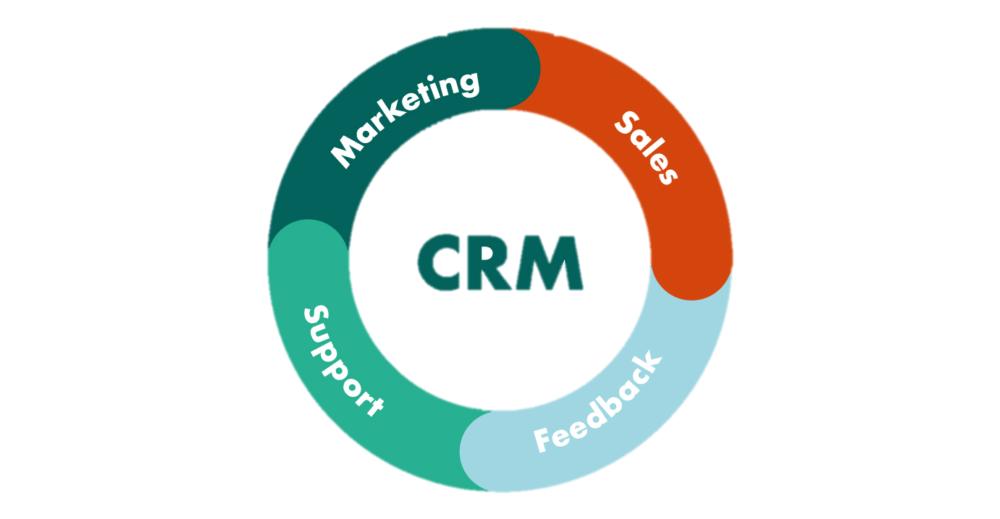 Marketing
Sales
CRM
Support
Feedback